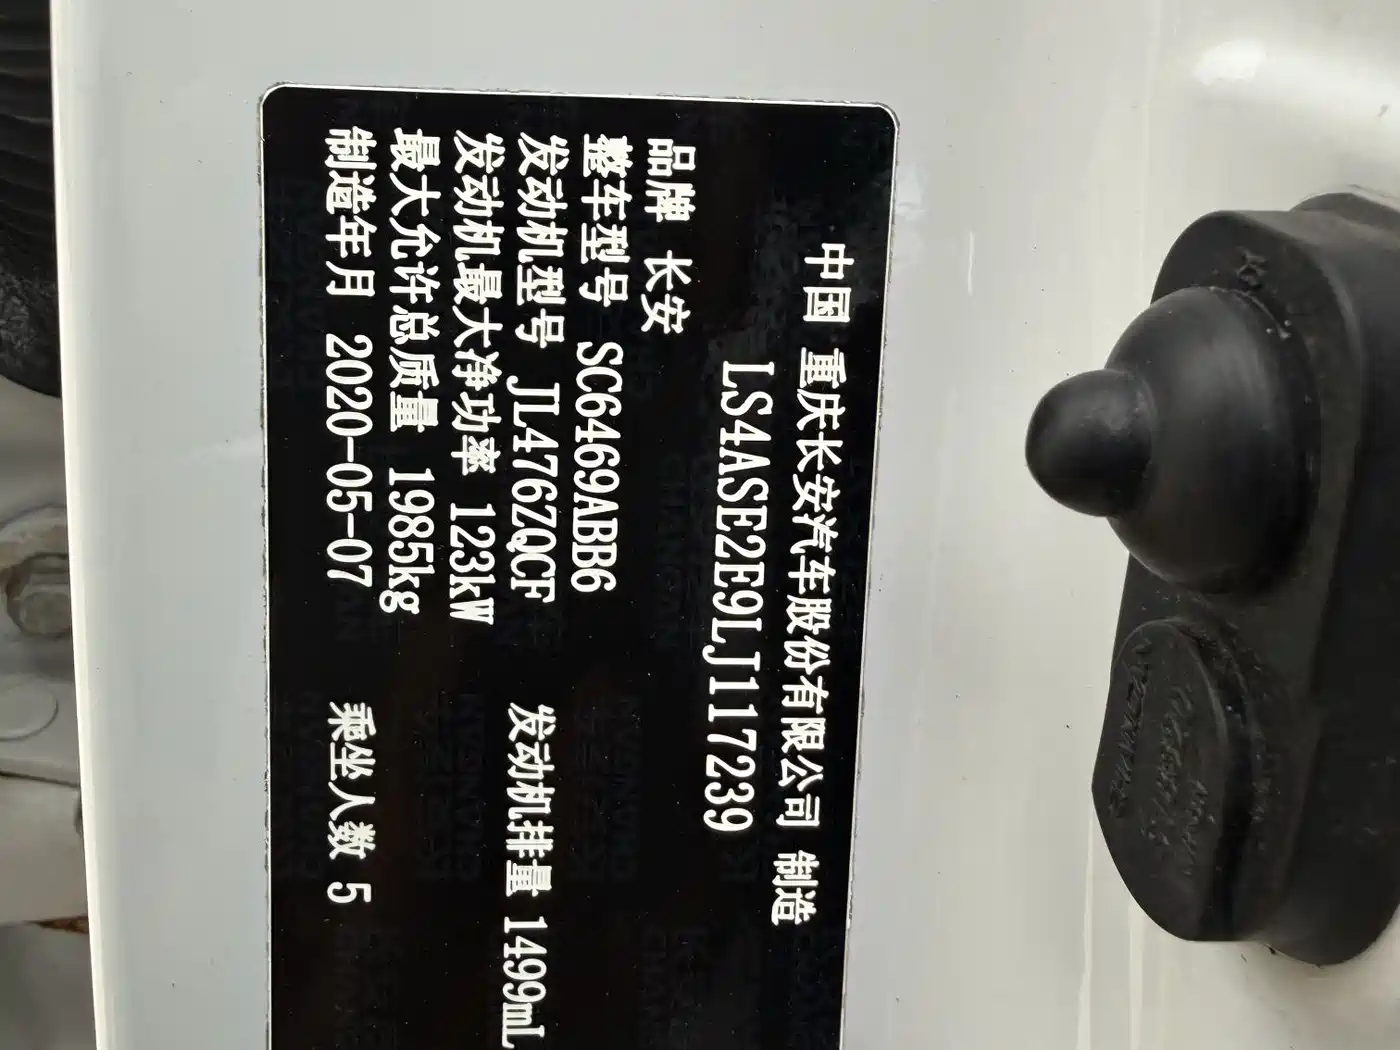 中国 重庆长安汽车股份有限公司 制造
LS4ASE2E9LJ117239
品牌 长安
整车型号 SC6469ABB6
发动机型号 JL476ZQCF 发动机排量 1499mL
发动机最大净功率 123kW
最大允许总质量 1985kg
制造年月 2020-05-07 乘坐人数 5